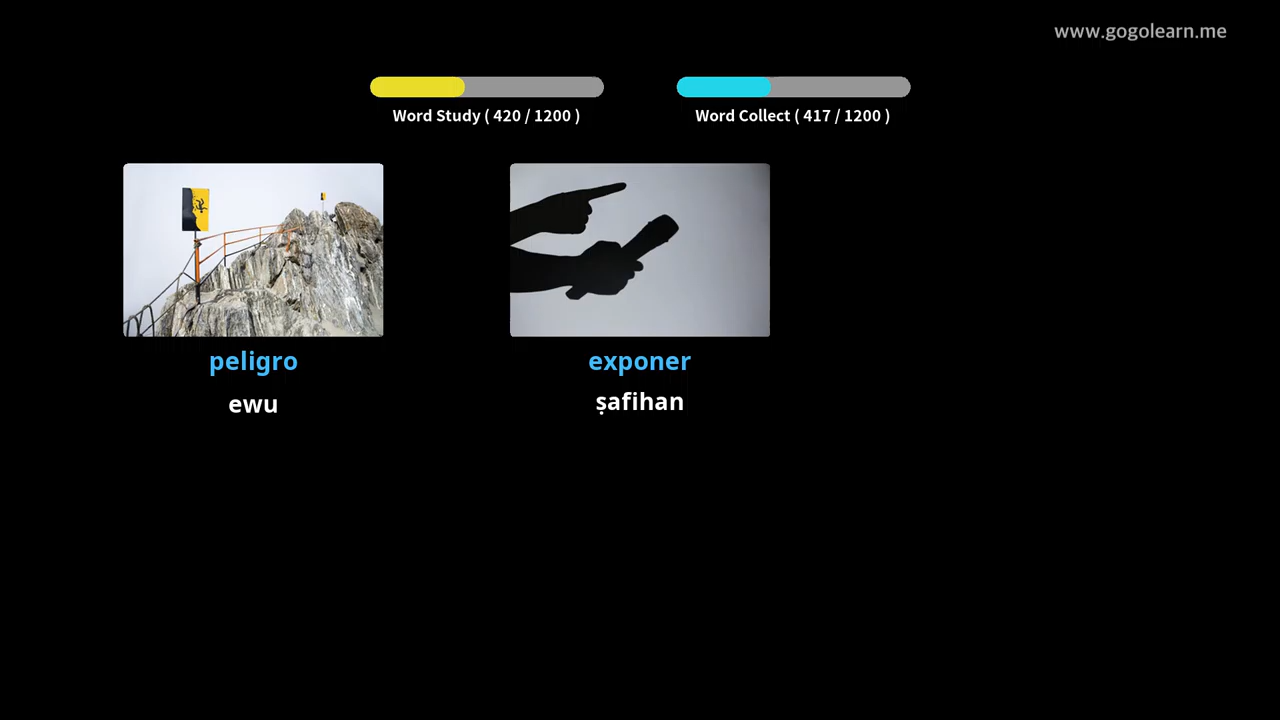 www.gogolearn.me
Word Study ( 420 / 1200 )
Word Collect ( 417 / 1200 )
peligro
ewu
exponer
ṣafihan